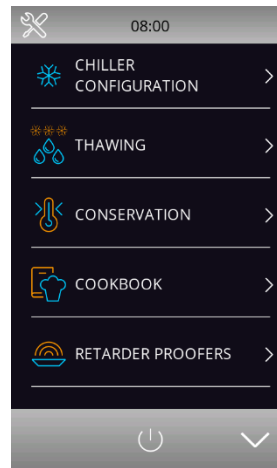 08:00
CHILLER
CONFIGURATION
THAWING
CONSERVATION
COOKBOOK
RETARDER PROOFERS